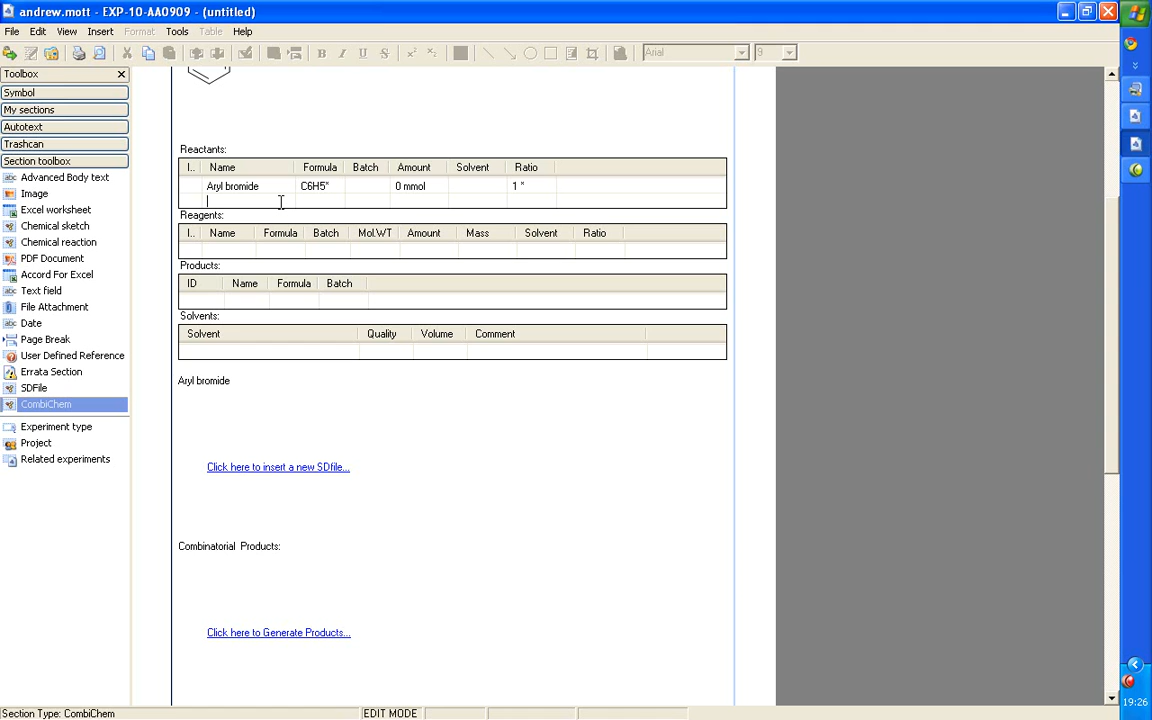 andrew.mott - EXP-10-AA0909 - (untitled)
File Edit View Insert Format Tools Table Help
B I U S x² x₂ Arial 9
Toolbox
Symbol
My sections
Autotext
Trashcan
Section toolbox
Advanced Body text
Image
Excel worksheet
Chemical sketch
Chemical reaction
PDF Document
Accord For Excel
Text field
File Attachment
Date
Page Break
User Defined Reference
Errata Section
SDFile
CombiChem
Experiment type
Project
Related experiments
Reactants:
I.. Name Formula Batch Amount Solvent Ratio
Aryl bromide C6H5* 0 mmol 1 *
Reagents:
I.. Name Formula Batch Mol.WT Amount Mass Solvent Ratio
Products:
ID Name Formula Batch
Solvents:
Solvent Quality Volume Comment
Aryl bromide
Click here to insert a new SDfile...
Combinatorial Products:
Click here to Generate Products...
Section Type: CombiChem EDIT MODE
19:26